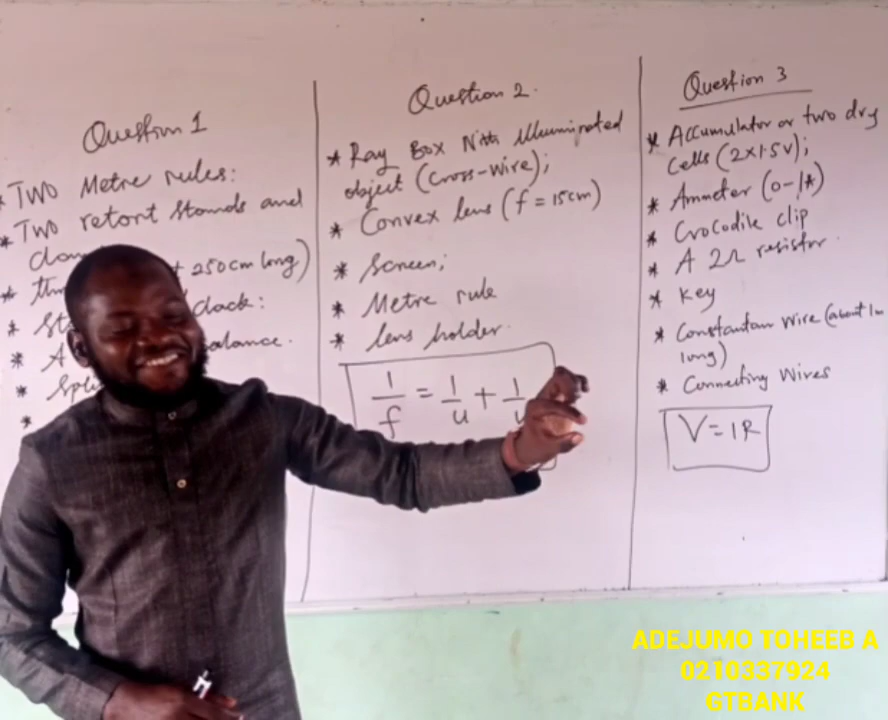 Question 1
* Two Metre rules:
* Two retort stands and
250cm long)
clock:
* A
*
Question 2.
* Ray Box With illuminated
object (Cross-wire);
* Convex lens (f = 15cm)
* Screen;
* Metre rule
* lens holder.
1/f = 1/u + 1/
Question 3
* Accumulator or two dry
Cells (2x1.5V);
* Ammeter (0-1A)
* Crocodile clip
* A 2Ω resistor.
* Key
* Constantan Wire (about 1m
long)
* Connecting Wires
V = IR
ADEJUMO TOHEEB A
0210337924
GTBANK